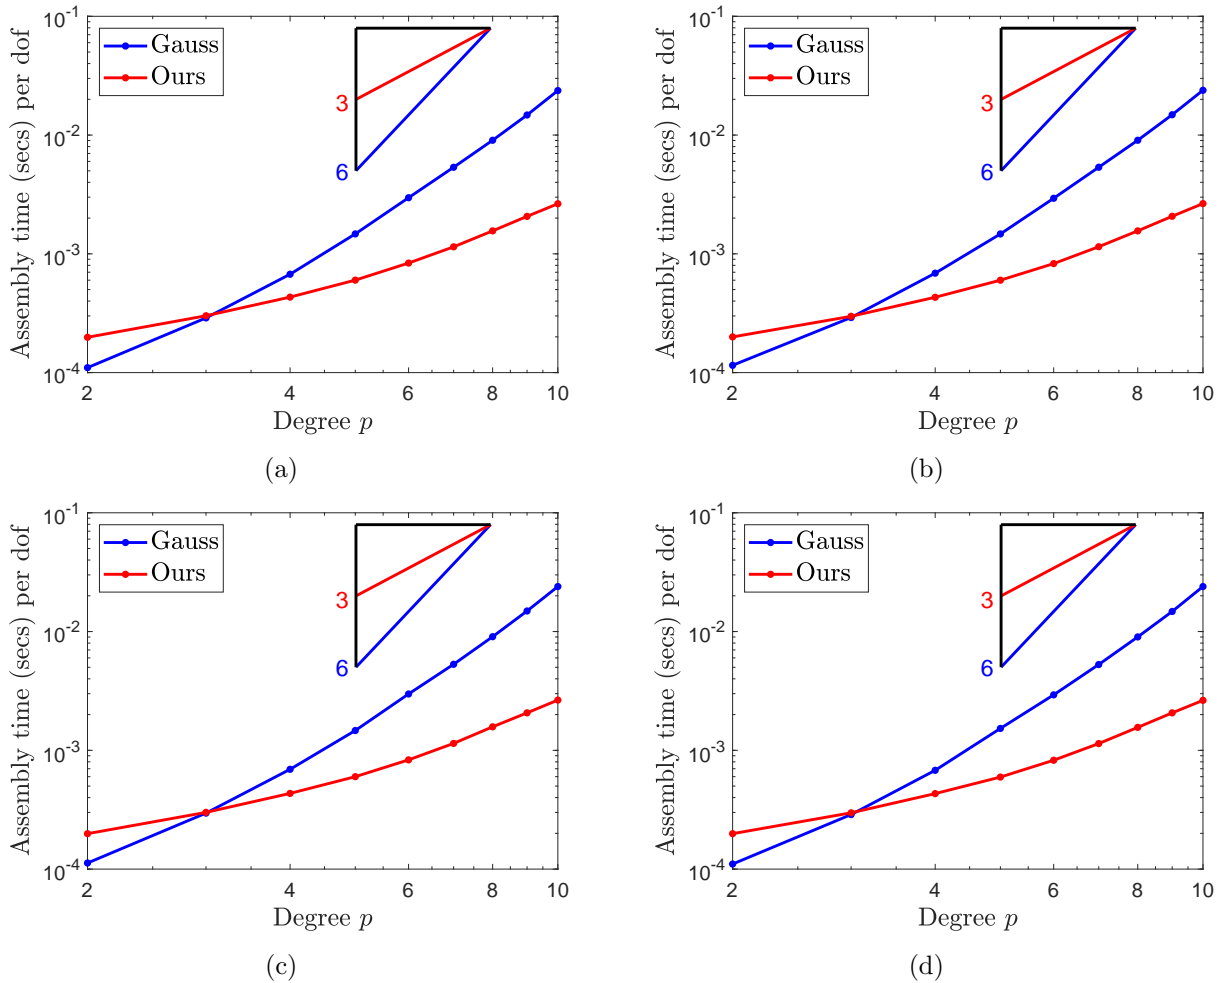 Assembly time (secs) per dof
10^-1
10^-2
10^-3
10^-4
Gauss
Ours
3
6
2 4 6 8 10
Degree p
(a)
Assembly time (secs) per dof
10^-1
10^-2
10^-3
10^-4
Gauss
Ours
3
6
2 4 6 8 10
Degree p
(b)
Assembly time (secs) per dof
10^-1
10^-2
10^-3
10^-4
Gauss
Ours
3
6
2 4 6 8 10
Degree p
(c)
Assembly time (secs) per dof
10^-1
10^-2
10^-3
10^-4
Gauss
Ours
3
6
2 4 6 8 10
Degree p
(d)